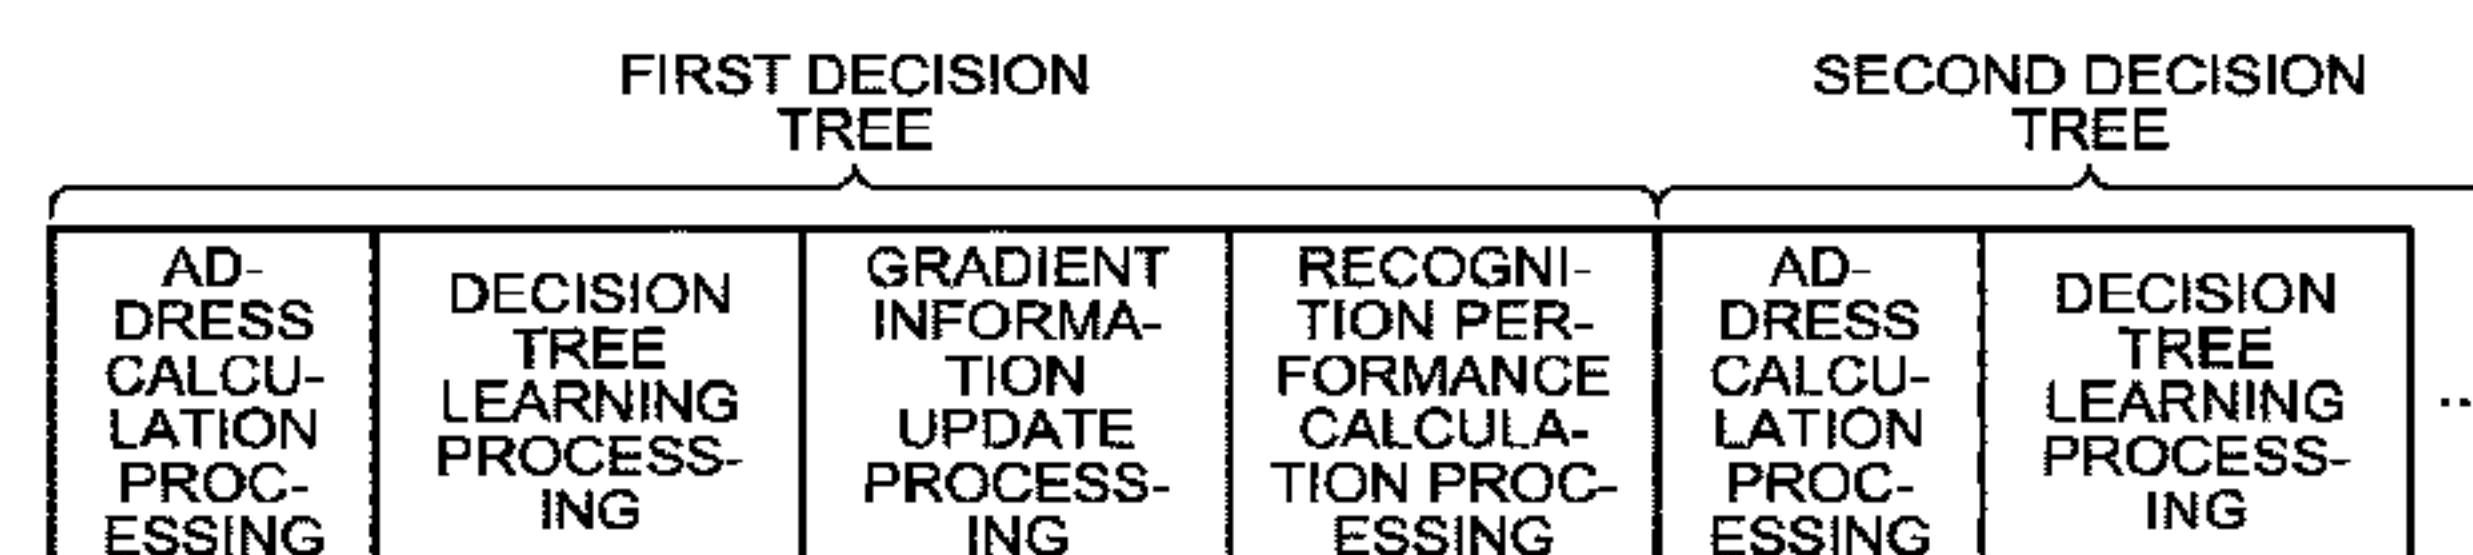 FIRST DECISION
TREE
SECOND DECISION
TREE
AD-
DRESS
CALCU-
LATION
PROC-
ESSING
DECISION
TREE
LEARNING
PROCESS-
ING
GRADIENT
INFORMA-
TION
UPDATE
PROCESS-
ING
RECOGNI-
TION PER-
FORMANCE
CALCULA-
TION PROC-
ESSING
AD-
DRESS
CALCU-
LATION
PROC-
ESSING
DECISION
TREE
LEARNING
PROCESS-
ING
..